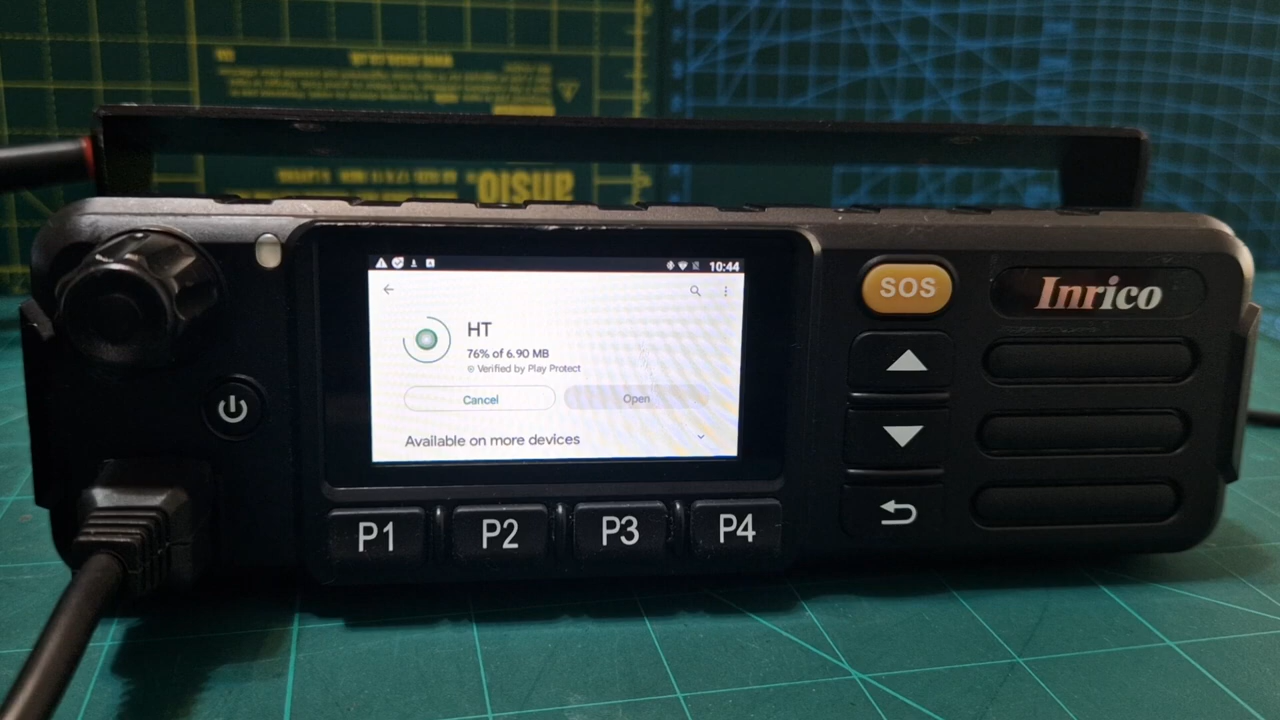 10:44
HT
76% of 6.90 MB
Verified by Play Protect
Cancel
Open
Available on more devices
SOS
Inrico
P1
P2
P3
P4